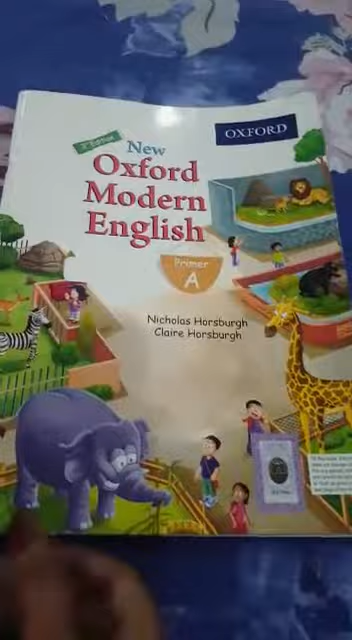 OXFORD
New
Oxford
Modern
English
Primer
A
Nicholas Horsburgh
Claire Horsburgh